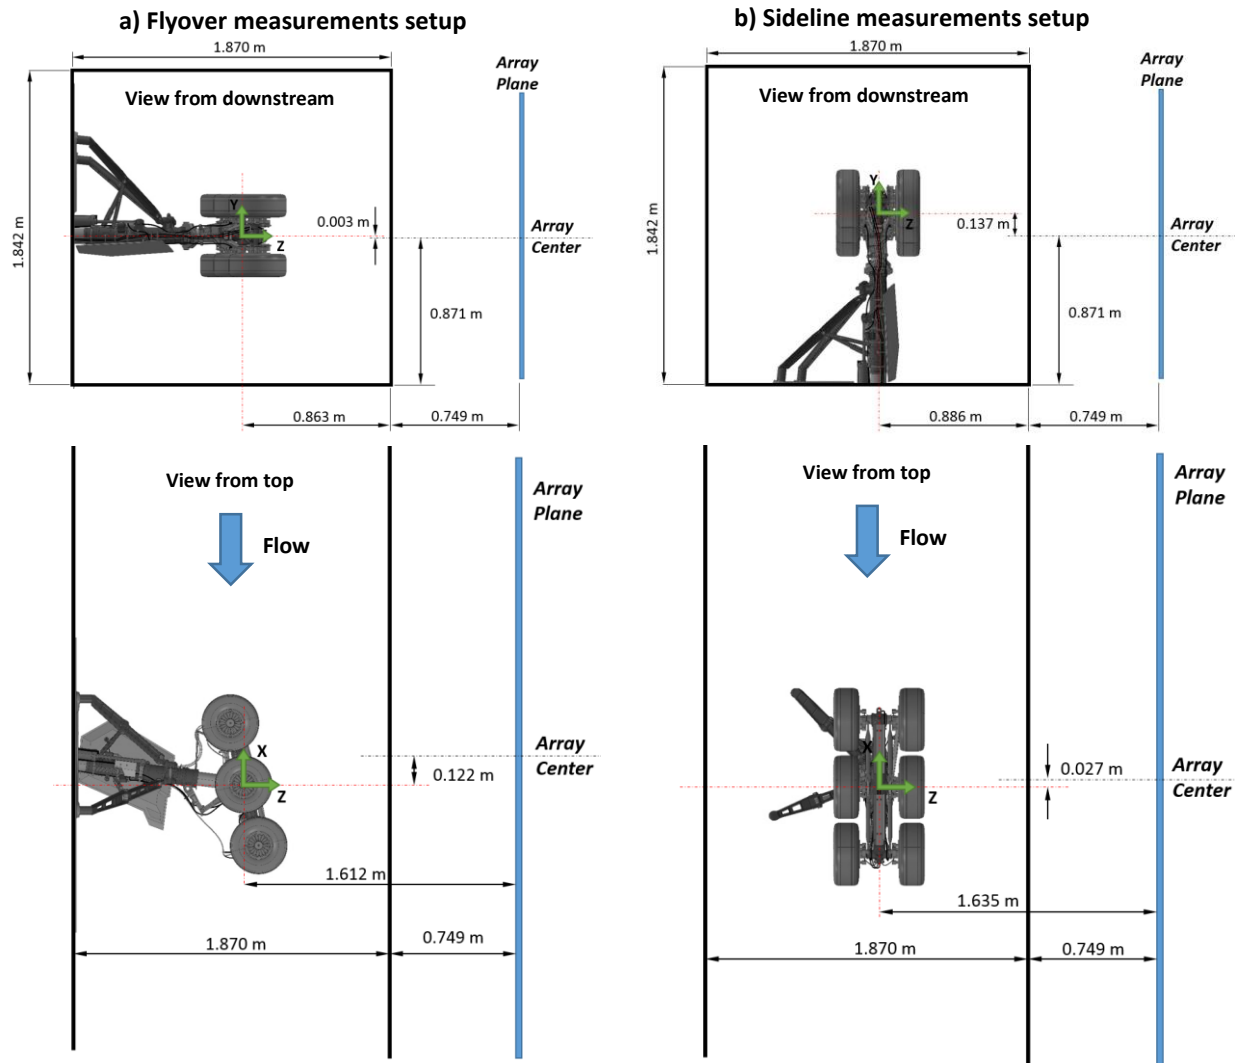 a) Flyover measurements setup
1.870 m
Array
Plane
View from downstream
1.842 m
Y
Z
0.003 m
Array
Center
0.871 m
0.863 m
0.749 m
View from top
Flow
Array
Plane
X
Z
Array
Center
0.122 m
1.612 m
1.870 m
0.749 m
b) Sideline measurements setup
1.870 m
Array
Plane
View from downstream
1.842 m
Y
Z
0.137 m
Array
Center
0.871 m
0.886 m
0.749 m
View from top
Flow
Array
Plane
X
Z
0.027 m
Array
Center
1.635 m
1.870 m
0.749 m